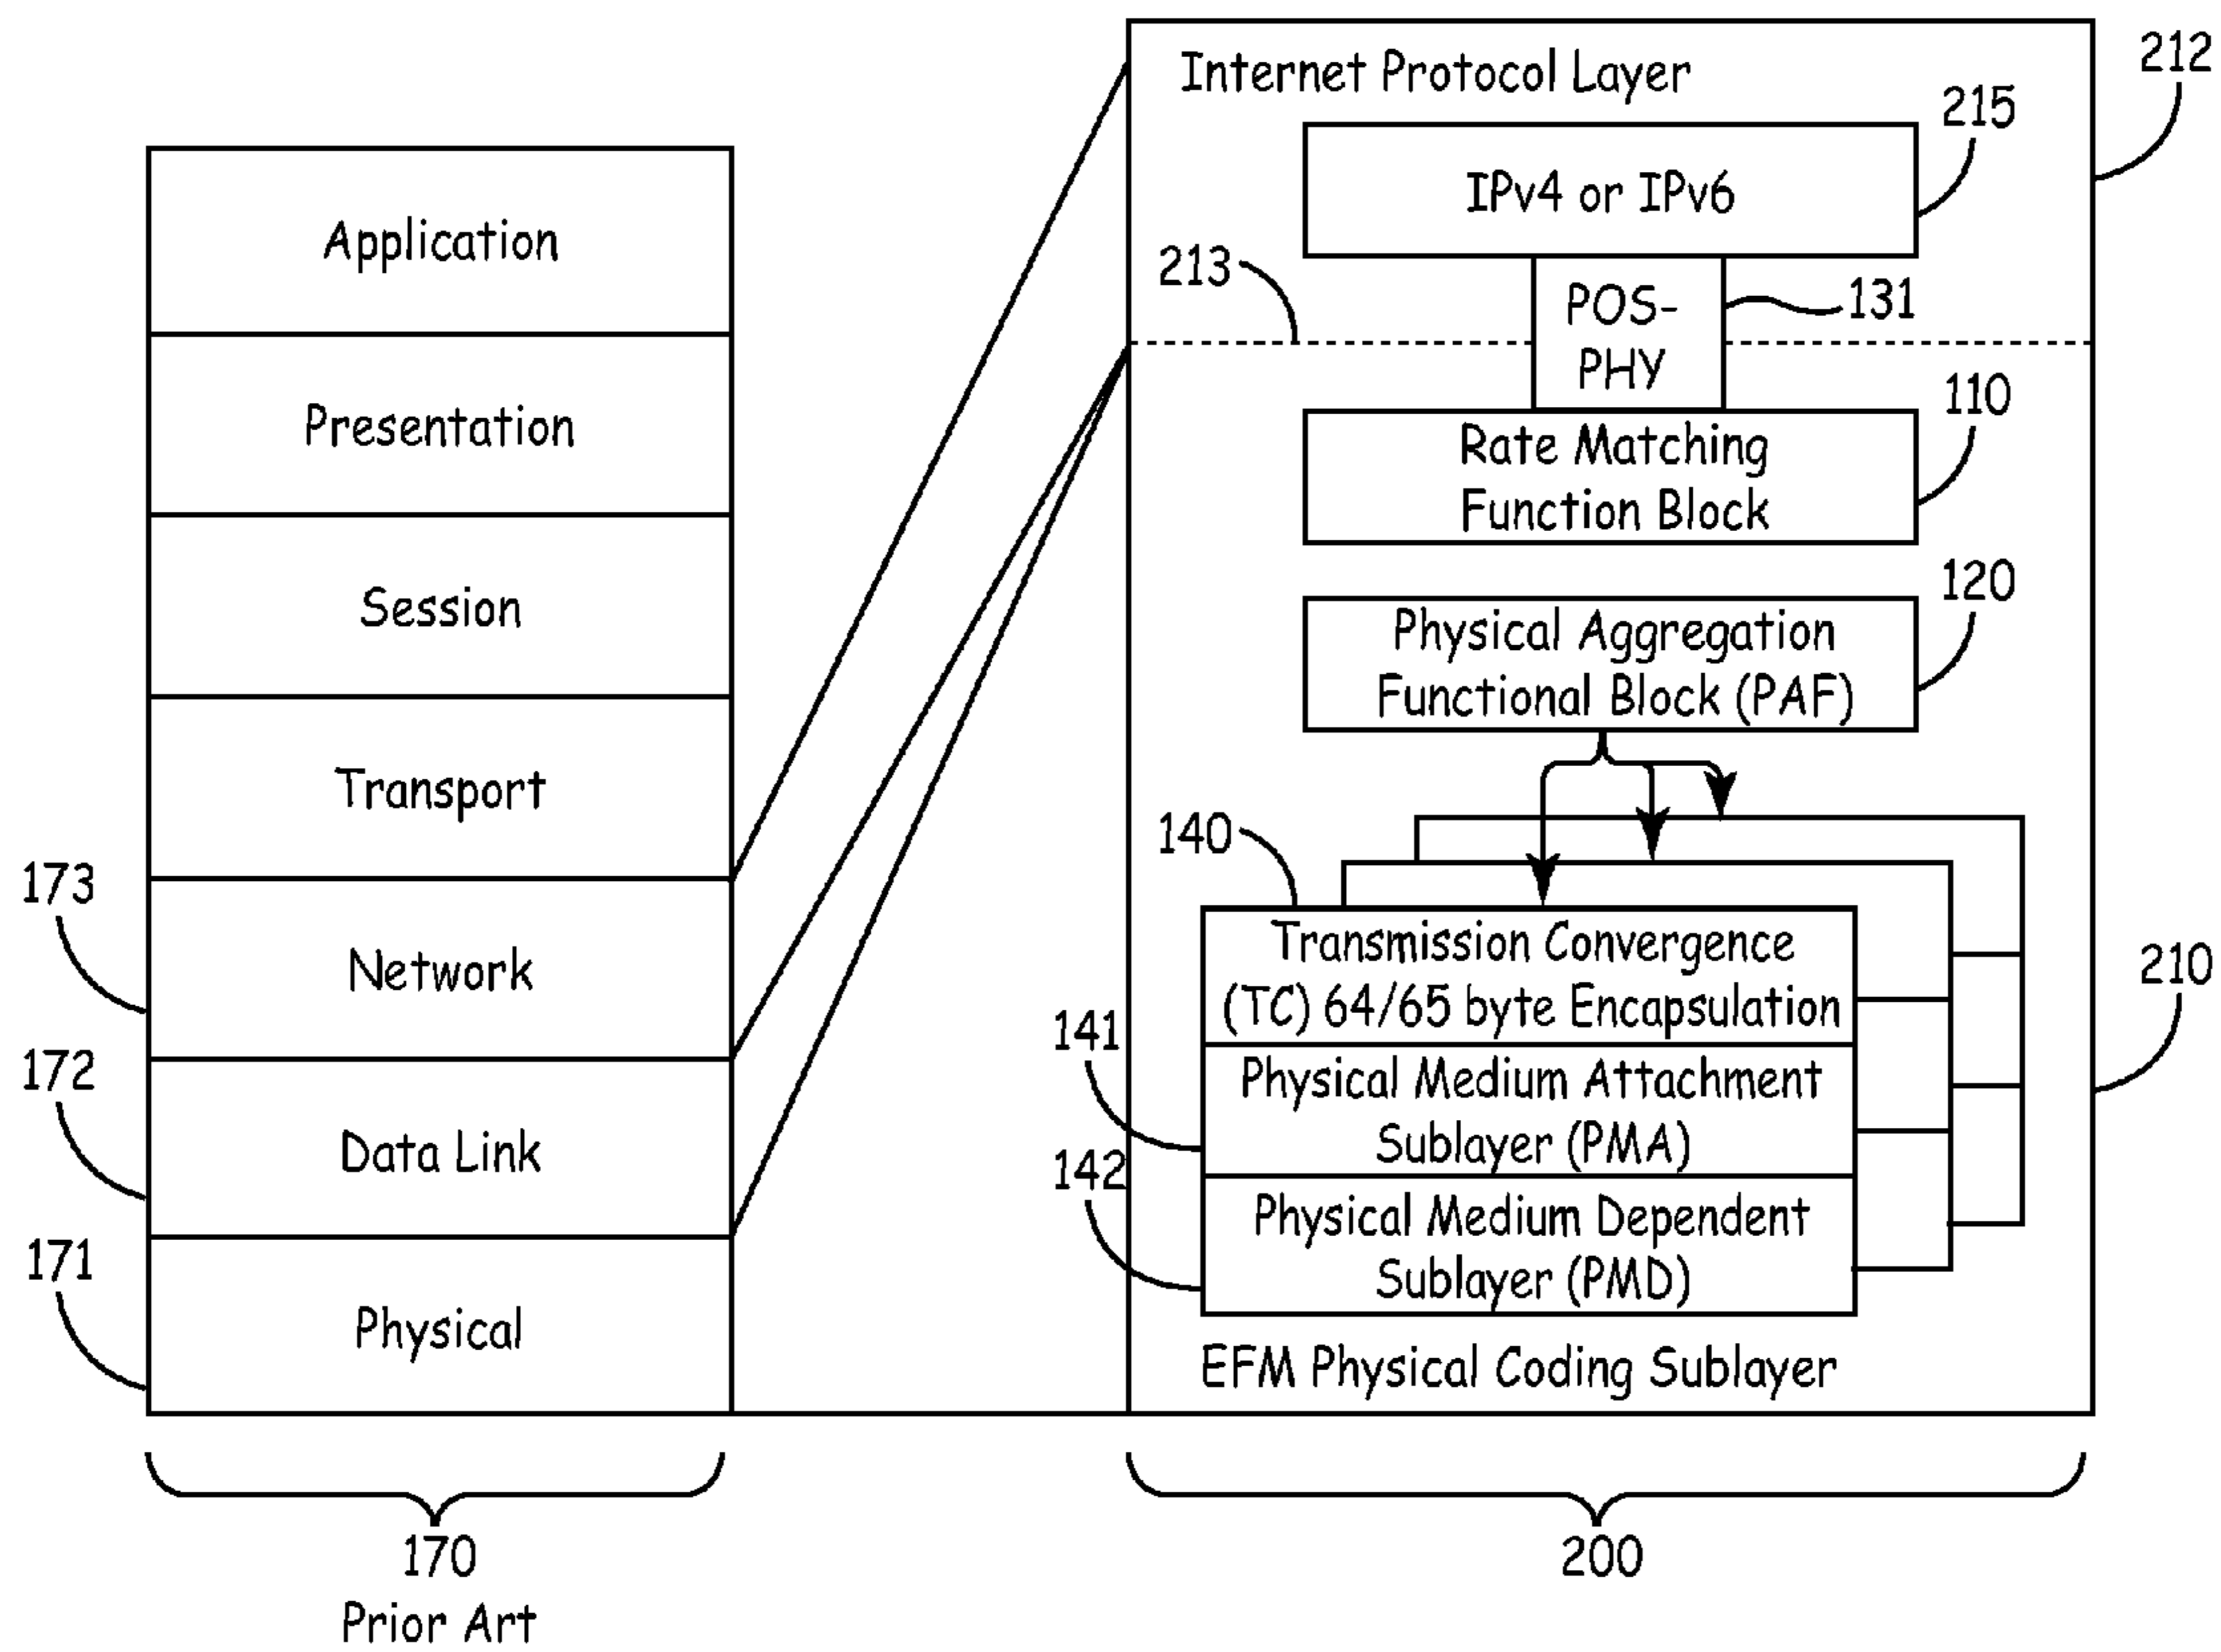 Application
Presentation
Session
Transport
173
Network
172
Data Link
171
Physical
170
Prior Art
Internet Protocol Layer
212
215
IPv4 or IPv6
213
POS-
PHY
131
110
Rate Matching
Function Block
120
Physical Aggregation
Functional Block (PAF)
140
Transmission Convergence
(TC) 64/65 byte Encapsulation
210
141
Physical Medium Attachment
Sublayer (PMA)
142
Physical Medium Dependent
Sublayer (PMD)
EFM Physical Coding Sublayer
200